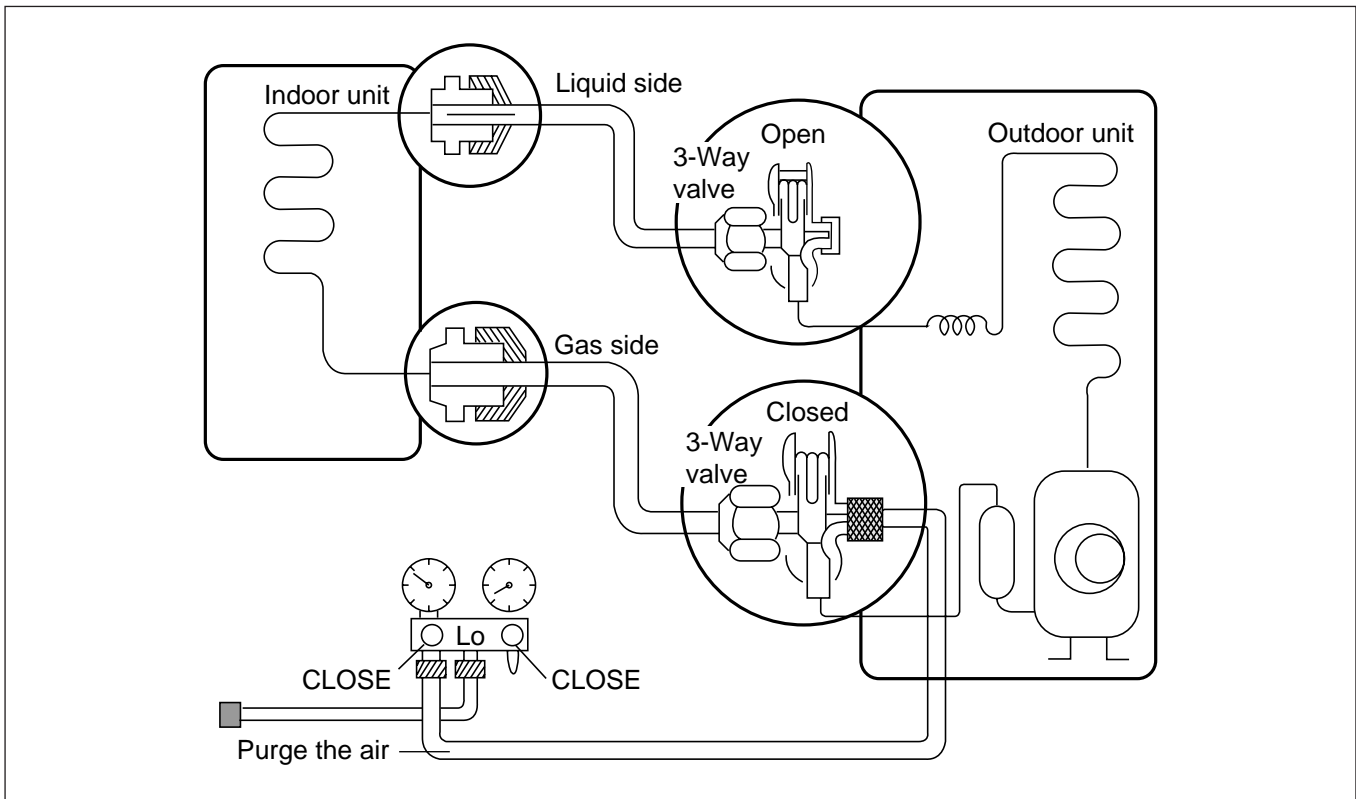 Indoor unit
Liquid side
Open
3-Way
valve
Outdoor unit
Gas side
Closed
3-Way
valve
Lo
CLOSE
CLOSE
Purge the air